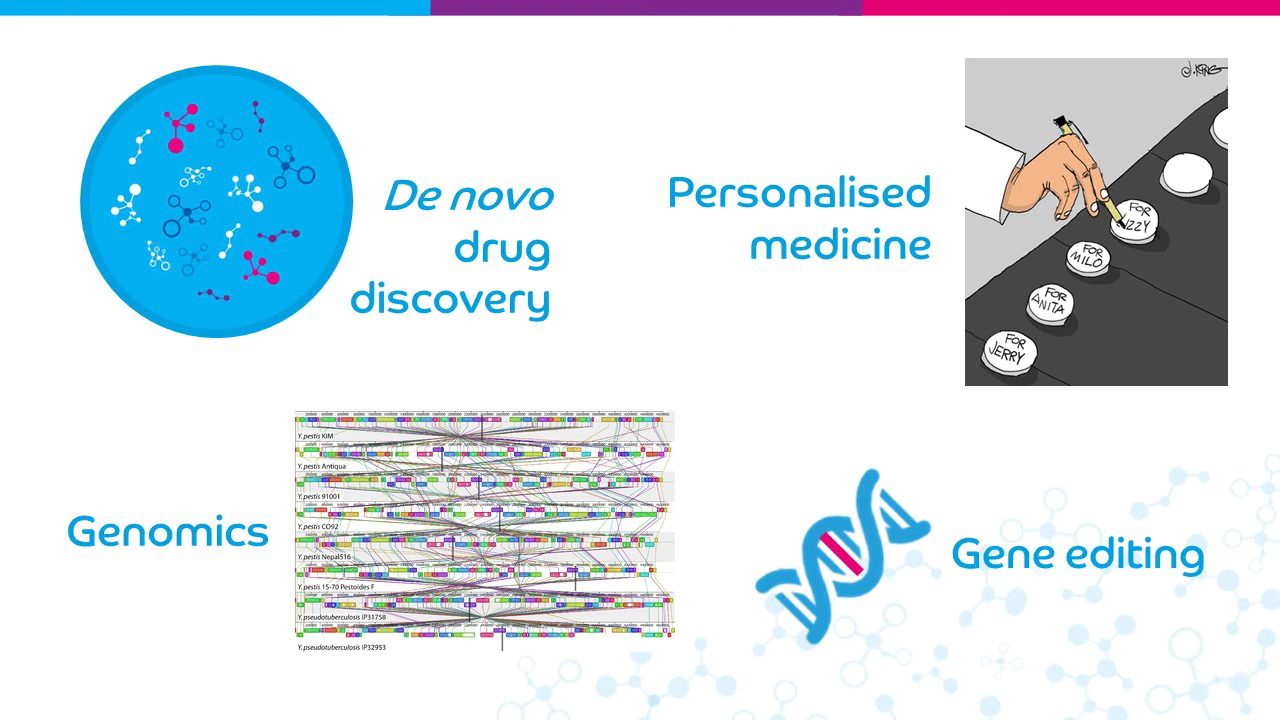 De novo
drug
discovery
Personalised
medicine
J.KING
FOR
IZZY
FOR
MILO
FOR
ANITA
FOR
JERRY
Genomics
Y. pestis KIM
Y. pestis Antiqua
Y. pestis 91001
Y. pestis CO92
Y. pestis Nepal516
Y. pestis 15-70 Pestoides F
Y. pseudotuberculosis IP31758
Y. pseudotuberculosis IP32953
Gene editing